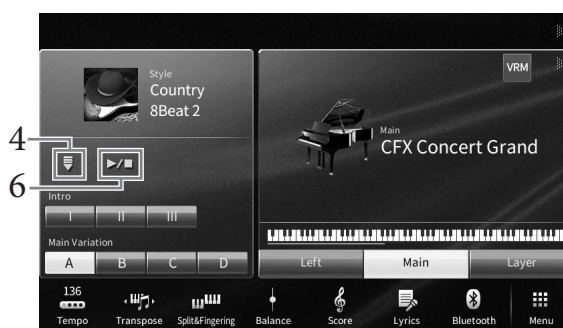 Style
Country
8Beat 2
4
6
Intro
I II III
Main Variation
A B C D
VRM
Main
CFX Concert Grand
Left Main Layer
136
Tempo Transpose Split&Fingering Balance Score Lyrics Bluetooth Menu